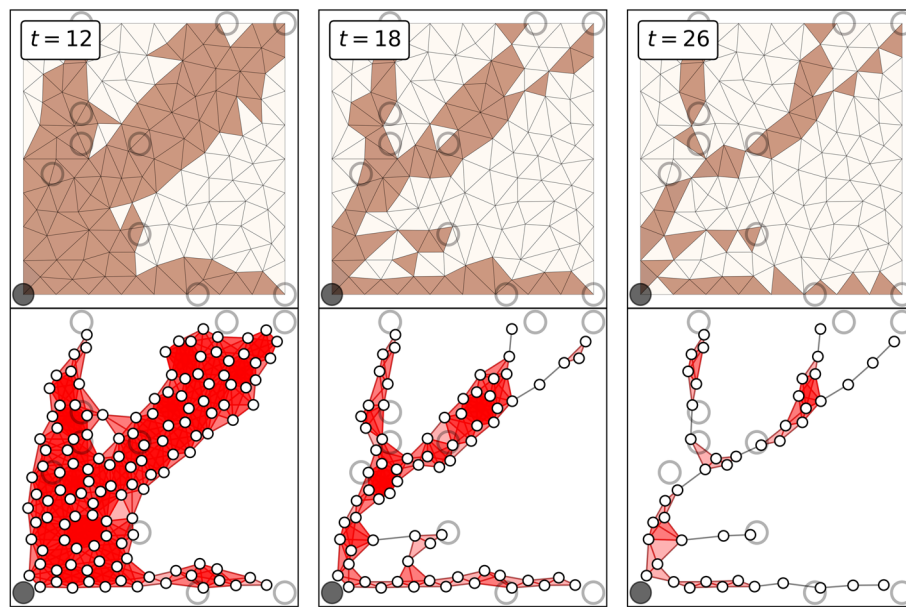 t = 12
t = 18
t = 26